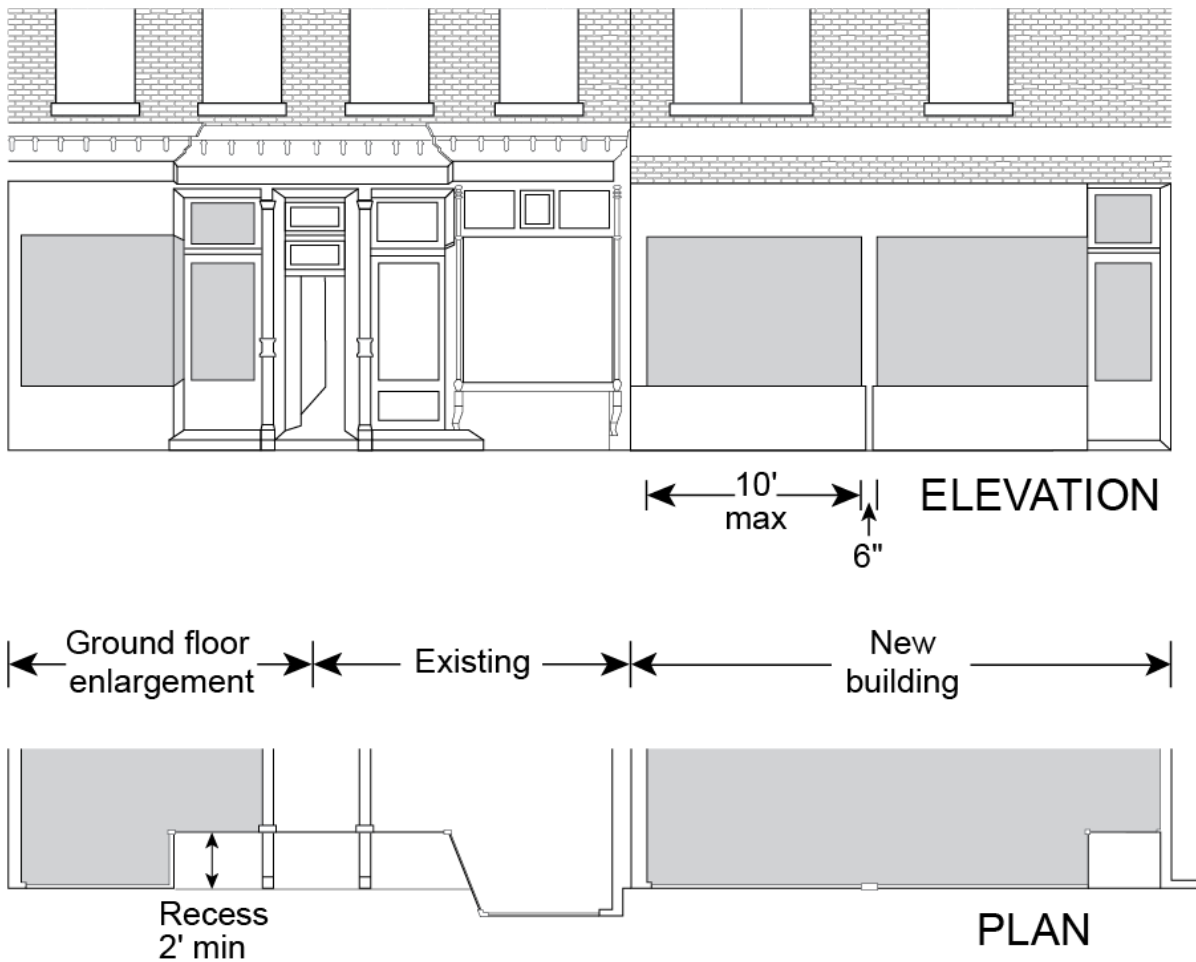 10'
max
ELEVATION
6"
Ground floor
enlargement
Existing
New
building
Recess
2' min
PLAN